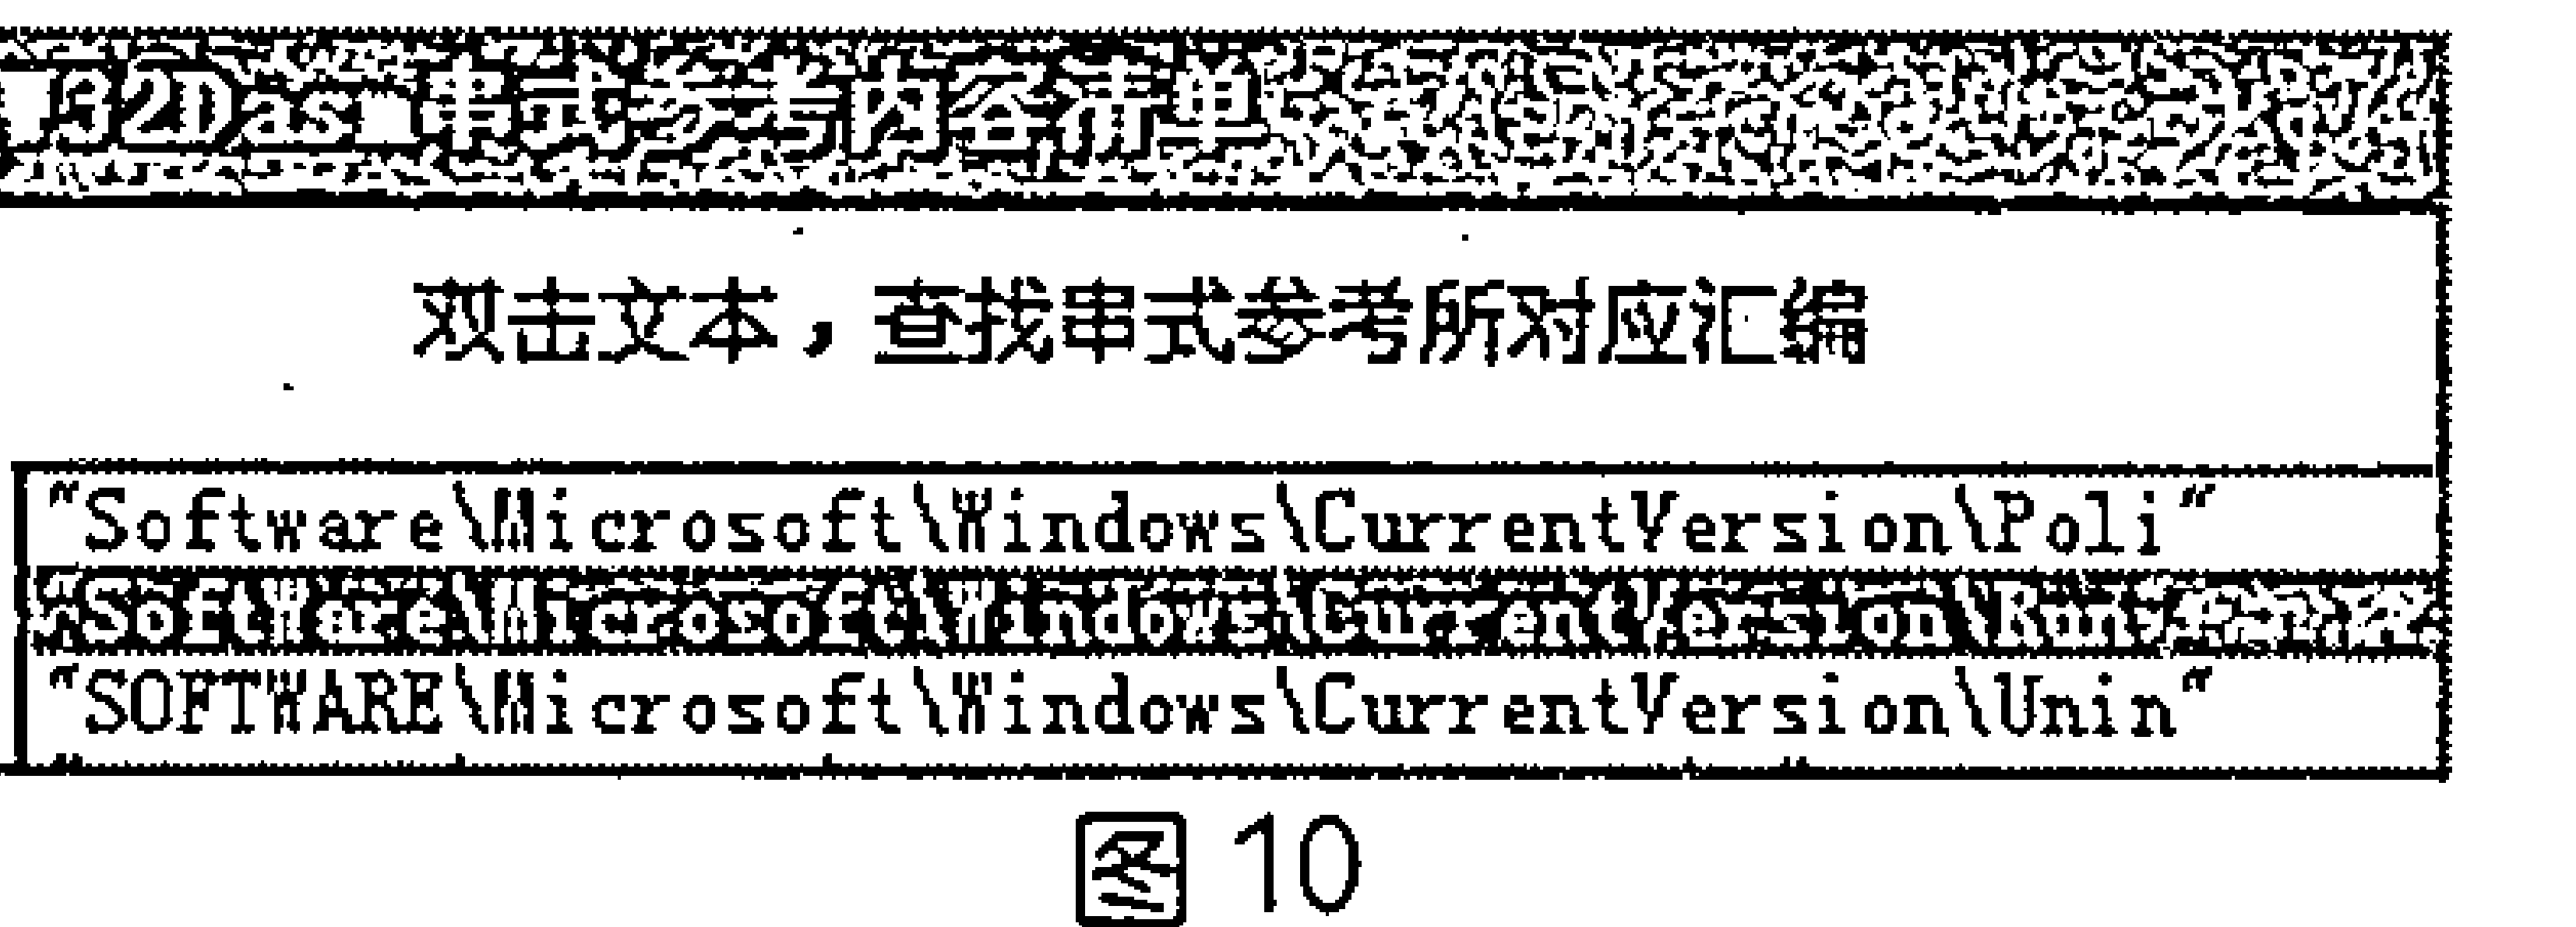 W32Dasm串式参考内容清单
双击文本，查找串式参考所对应汇编
"Software\Microsoft\Windows\CurrentVersion\Poli"
"SoftWare\Microsoft\Windows\CurrentVersion\Run"
"SOFTWARE\Microsoft\Windows\CurrentVersion\Unin"
图 10